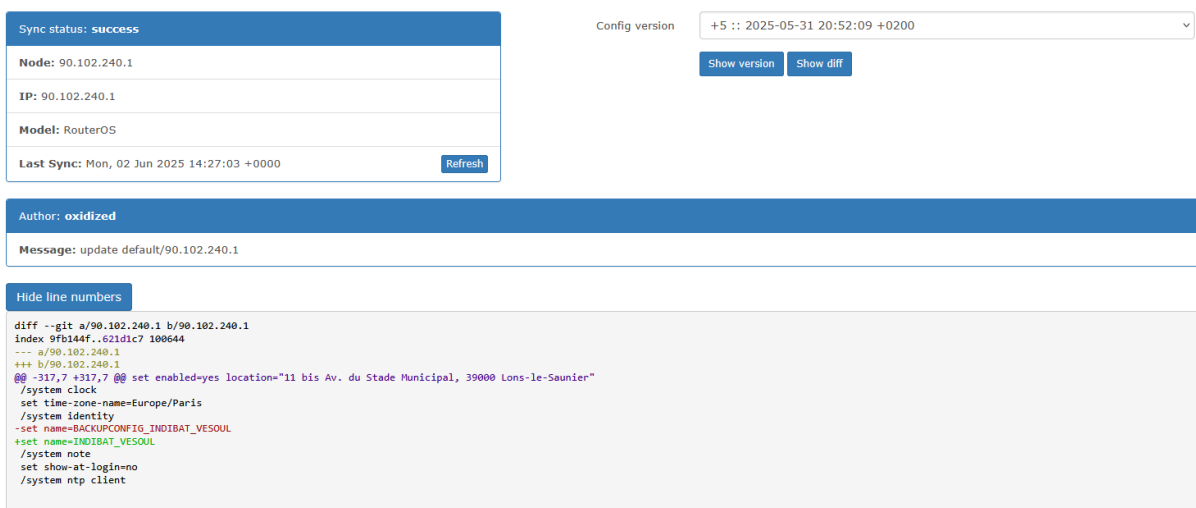 Sync status: success
Node: 90.102.240.1
IP: 90.102.240.1
Model: RouterOS
Last Sync: Mon, 02 Jun 2025 14:27:03 +0000
Refresh
Config version
+5 :: 2025-05-31 20:52:09 +0200
Show version
Show diff
Author: oxidized
Message: update default/90.102.240.1
Hide line numbers
diff --git a/90.102.240.1 b/90.102.240.1
index 9fb144f..621d1c7 100644
--- a/90.102.240.1
+++ b/90.102.240.1
@@ -317,7 +317,7 @@ set enabled=yes location="11 bis Av. du Stade Municipal, 39000 Lons-le-Saunier"
 /system clock
 set time-zone-name=Europe/Paris
 /system identity
-set name=BACKUPCONFIG_INDIBAT_VESOUL
+set name=INDIBAT_VESOUL
 /system note
 set show-at-login=no
 /system ntp client